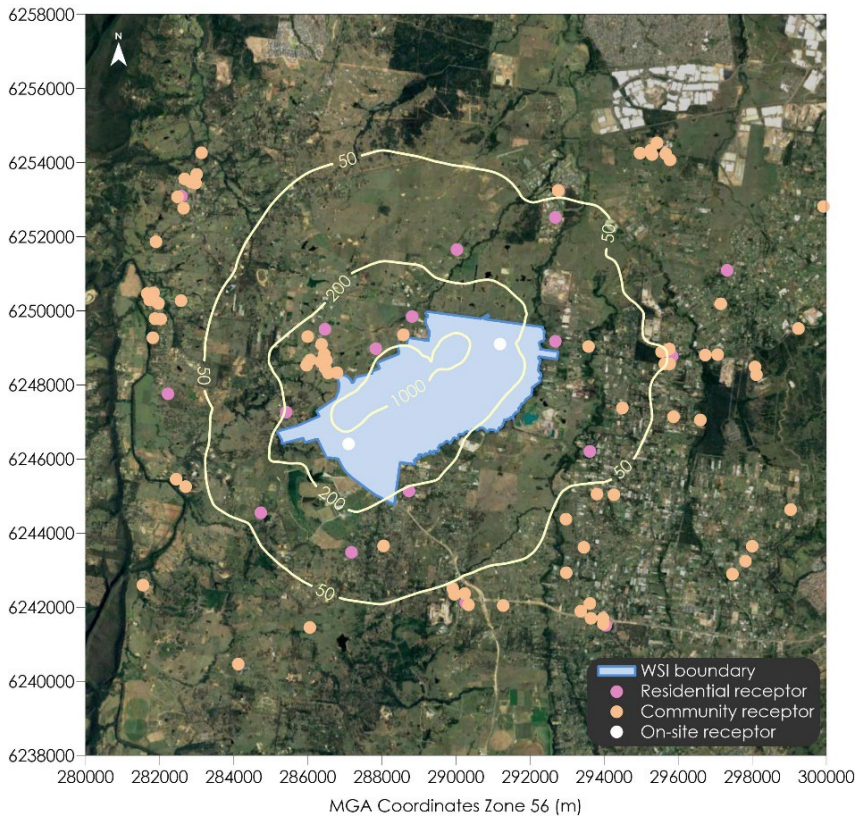 6258000
N
6256000
6254000
50
6252000
50
6250000
200
50
6248000
1000
6246000
200
50
6244000
50
6242000
6240000
WSI boundary
Residential receptor
Community receptor
On-site receptor
6238000
280000 282000 284000 286000 288000 290000 292000 294000 296000 298000 300000
MGA Coordinates Zone 56 (m)